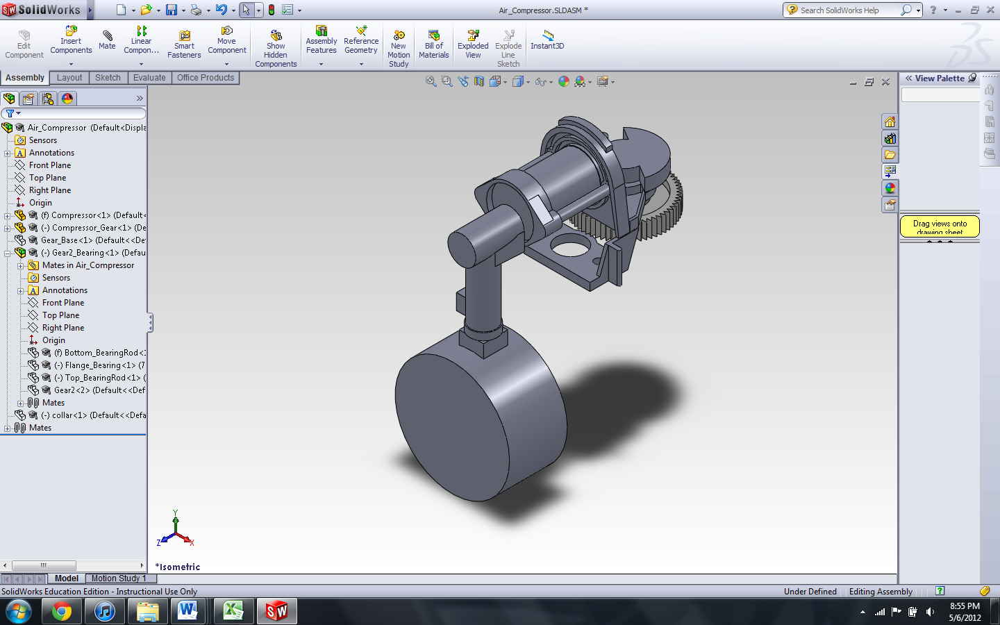 SolidWorks
Air_Compressor.SLDASM *
Search SolidWorks Help
Edit Component
Insert Components
Mate
Linear Compon...
Smart Fasteners
Move Component
Show Hidden Components
Assembly Features
Reference Geometry
New Motion Study
Bill of Materials
Exploded View
Explode Line Sketch
Instant3D
Assembly
Layout
Sketch
Evaluate
Office Products
View Palette
Air_Compressor (Default<Displa
Sensors
Annotations
Front Plane
Top Plane
Right Plane
Origin
(f) Compressor<1> (Default<
(-) Compressor_Gear<1> (De
Gear_Base<1> (Default<<De
(-) Gear2_Bearing<1> (Defau
Mates in Air_Compressor
Sensors
Annotations
Front Plane
Top Plane
Right Plane
Origin
(f) Bottom_BearingRod<
(-) Flange_Bearing<1> (7
(-) Top_BearingRod<1> (
Gear2<2> (Default<<Def
Mates
(-) collar<1> (Default<<Defa
Mates
Drag views onto
drawing sheet
Y
Z
X
*Isometric
Model
Motion Study 1
SolidWorks Education Edition - Instructional Use Only
Under Defined
Editing Assembly
8:55 PM
5/6/2012